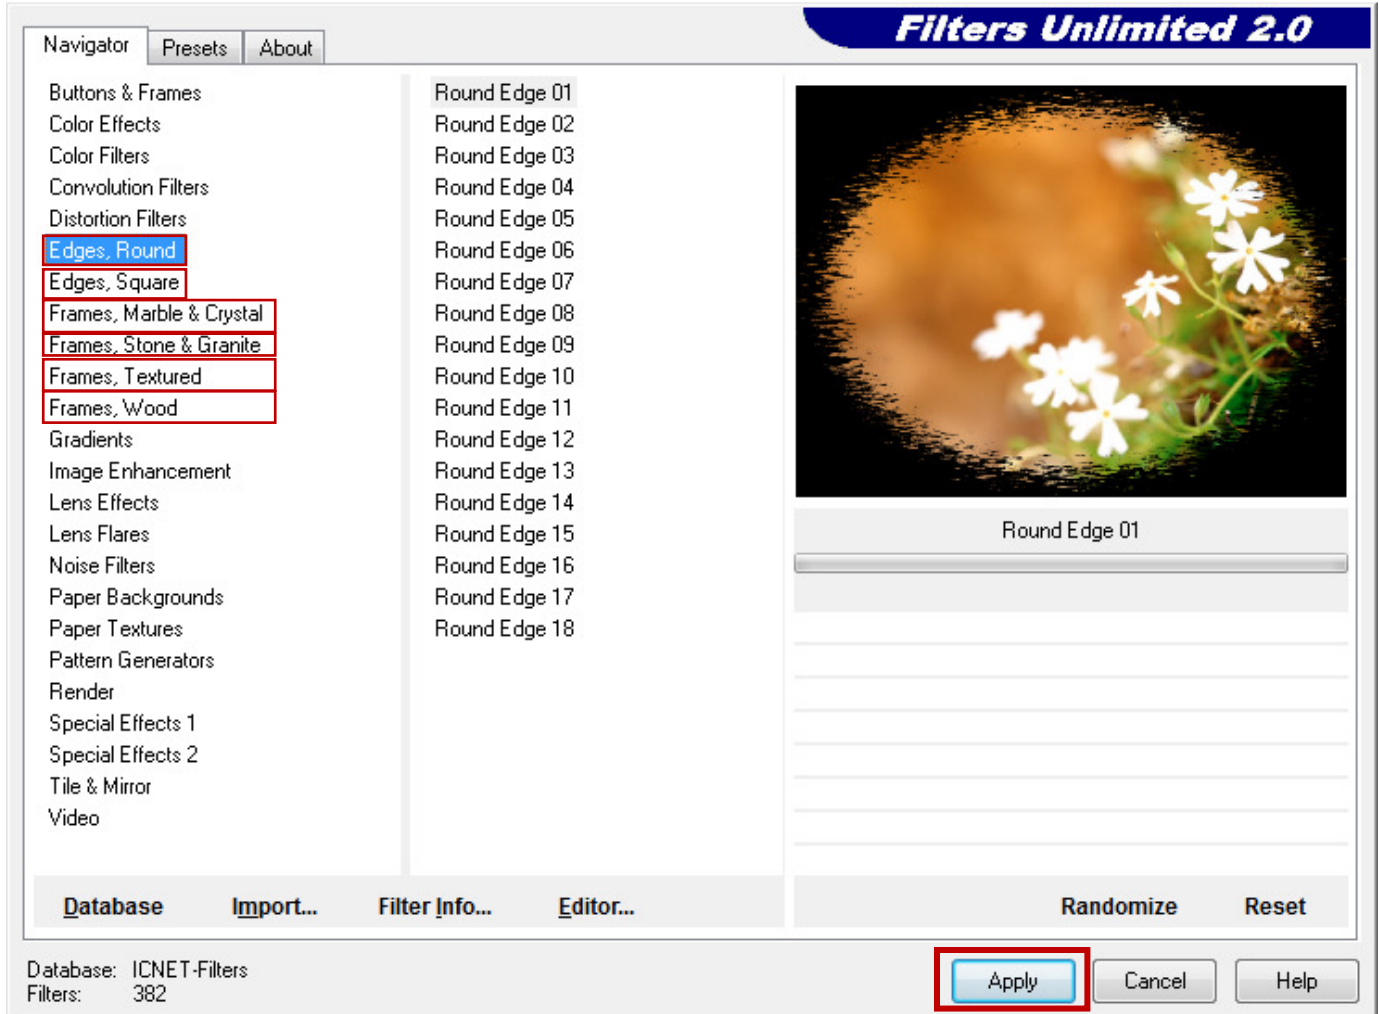 Filters Unlimited 2.0
Navigator Presets About
Buttons & Frames
Color Effects
Color Filters
Convolution Filters
Distortion Filters
Edges, Round
Edges, Square
Frames, Marble & Crystal
Frames, Stone & Granite
Frames, Textured
Frames, Wood
Gradients
Image Enhancement
Lens Effects
Lens Flares
Noise Filters
Paper Backgrounds
Paper Textures
Pattern Generators
Render
Special Effects 1
Special Effects 2
Tile & Mirror
Video
Round Edge 01
Round Edge 02
Round Edge 03
Round Edge 04
Round Edge 05
Round Edge 06
Round Edge 07
Round Edge 08
Round Edge 09
Round Edge 10
Round Edge 11
Round Edge 12
Round Edge 13
Round Edge 14
Round Edge 15
Round Edge 16
Round Edge 17
Round Edge 18
Round Edge 01
Database Import... Filter Info... Editor...
Randomize Reset
Database: ICNET-Filters
Filters: 382
Apply Cancel Help